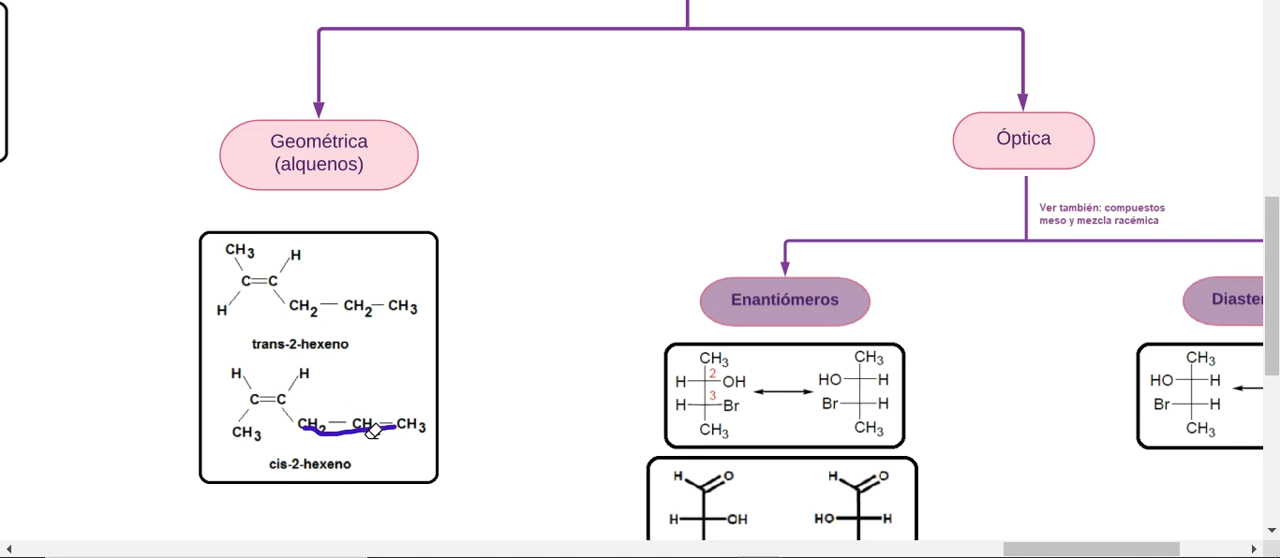 Geométrica
(alquenos)
Óptica
Ver también: compuestos
meso y mezcla racémica
CH3
H
C=C
H
CH2— CH2— CH3
trans-2-hexeno
H
H
C=C
CH3
CH2 — CH — CH3
cis-2-hexeno
Enantiómeros
CH3
2
H OH
3
H Br
CH3
CH3
HO H
Br H
CH3
H O
H OH
H O
HO H
CH3
HO H
Br H
CH3